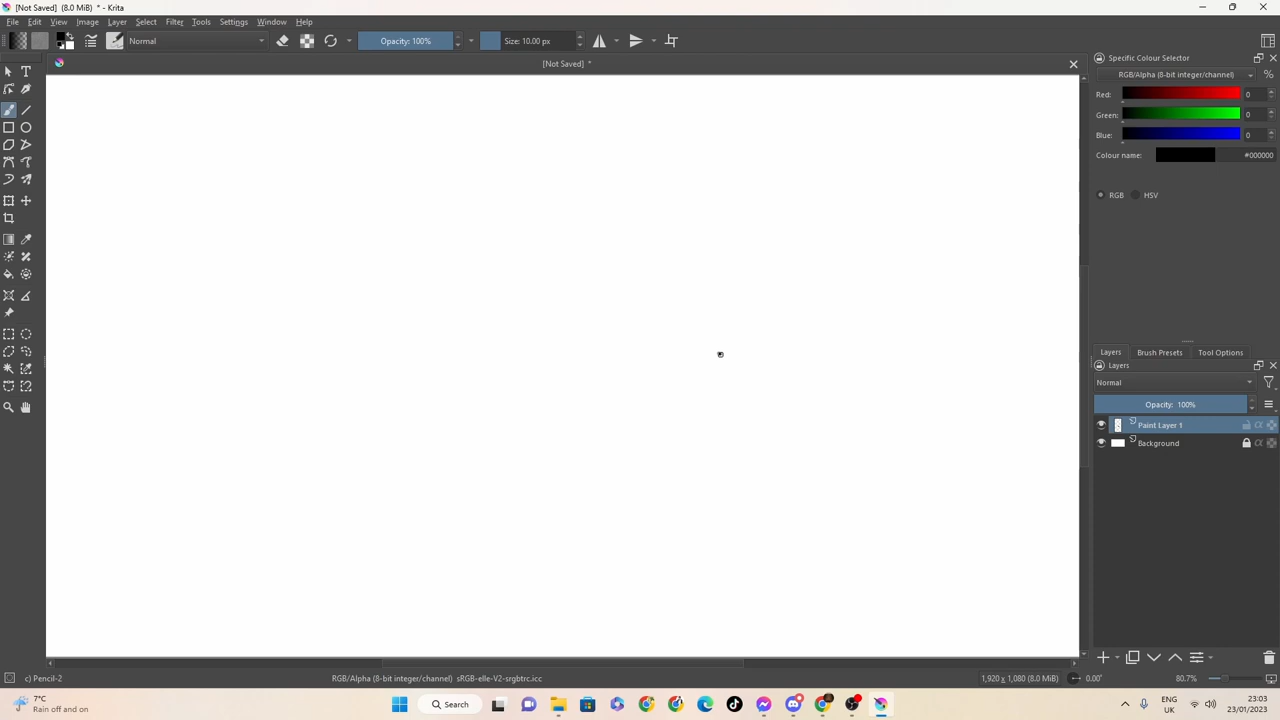 [Not Saved]  (8.0 MiB)  * - Krita
File Edit View Image Layer Select Filter Tools Settings Window Help
Normal Opacity: 100% Size: 10.00 px
[Not Saved]  *
Specific Colour Selector
RGB/Alpha (8-bit integer/channel) %
Red: 0
Green: 0
Blue: 0
Colour name: #000000
RGB HSV
Layers Brush Presets Tool Options
Layers
Normal
Opacity:  100%
Paint Layer 1
Background
c) Pencil-2 RGB/Alpha (8-bit integer/channel)  sRGB-elle-V2-srgbtrc.icc 1,920 x 1,080 (8.0 MiB) 0.00° 80.7%
7°C
Rain off and on
Search
ENG
UK
23:03
23/01/2023